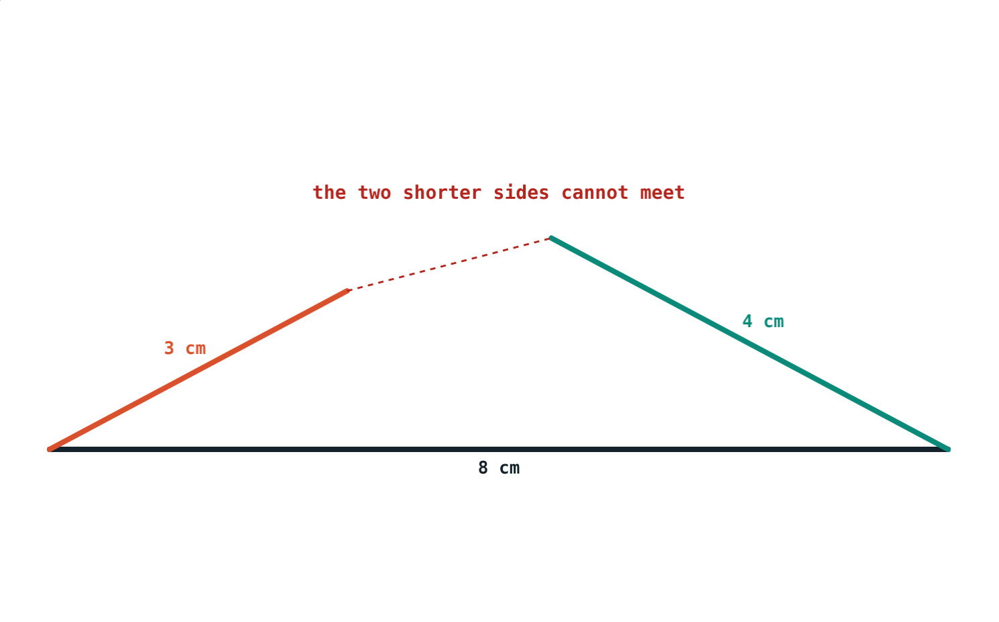 the two shorter sides cannot meet
4 cm
3 cm
8 cm